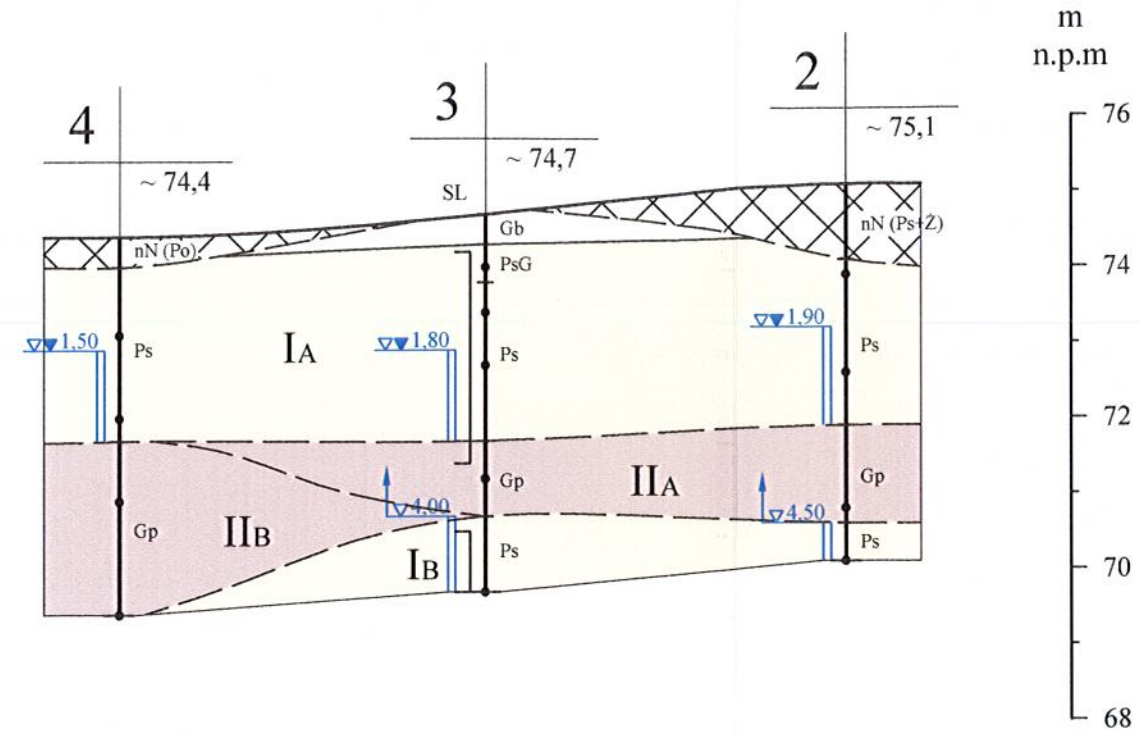 m
n.p.m
2
3
4
76
~ 75,1
~ 74,7
~ 74,4
SL
nN (Ps+Ż)
Gb
nN (Po)
74
PsG
1,90
1,50
1,80
IA
Ps
Ps
Ps
72
IIA
Gp
Gp
4,00
4,50
Gp
IIB
IB
Ps
Ps
70
68